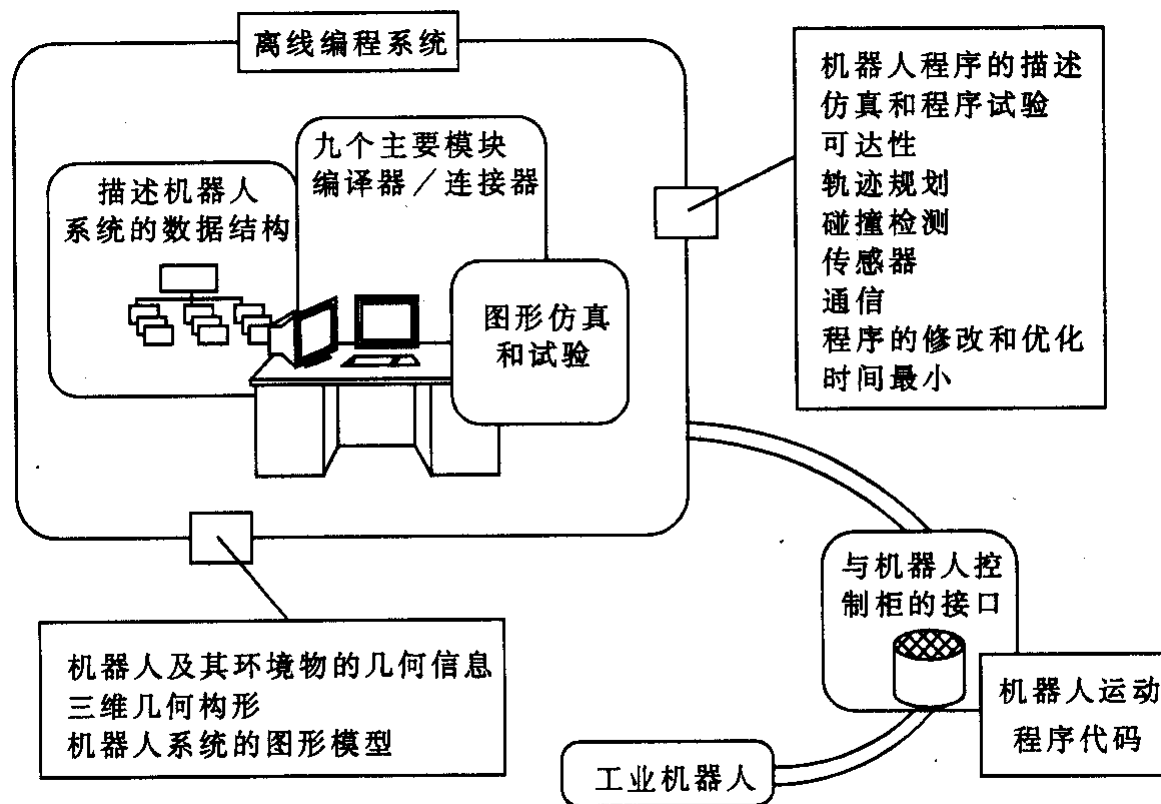 离线编程系统
九个主要模块
编译器／连接器
描述机器人
系统的数据结构
图形仿真
和试验
机器人程序的描述
仿真和程序试验
可达性
轨迹规划
碰撞检测
传感器
通信
程序的修改和优化
时间最小
与机器人控
制柜的接口
机器人及其环境物的几何信息
三维几何构形
机器人系统的图形模型
机器人运动
程序代码
工业机器人